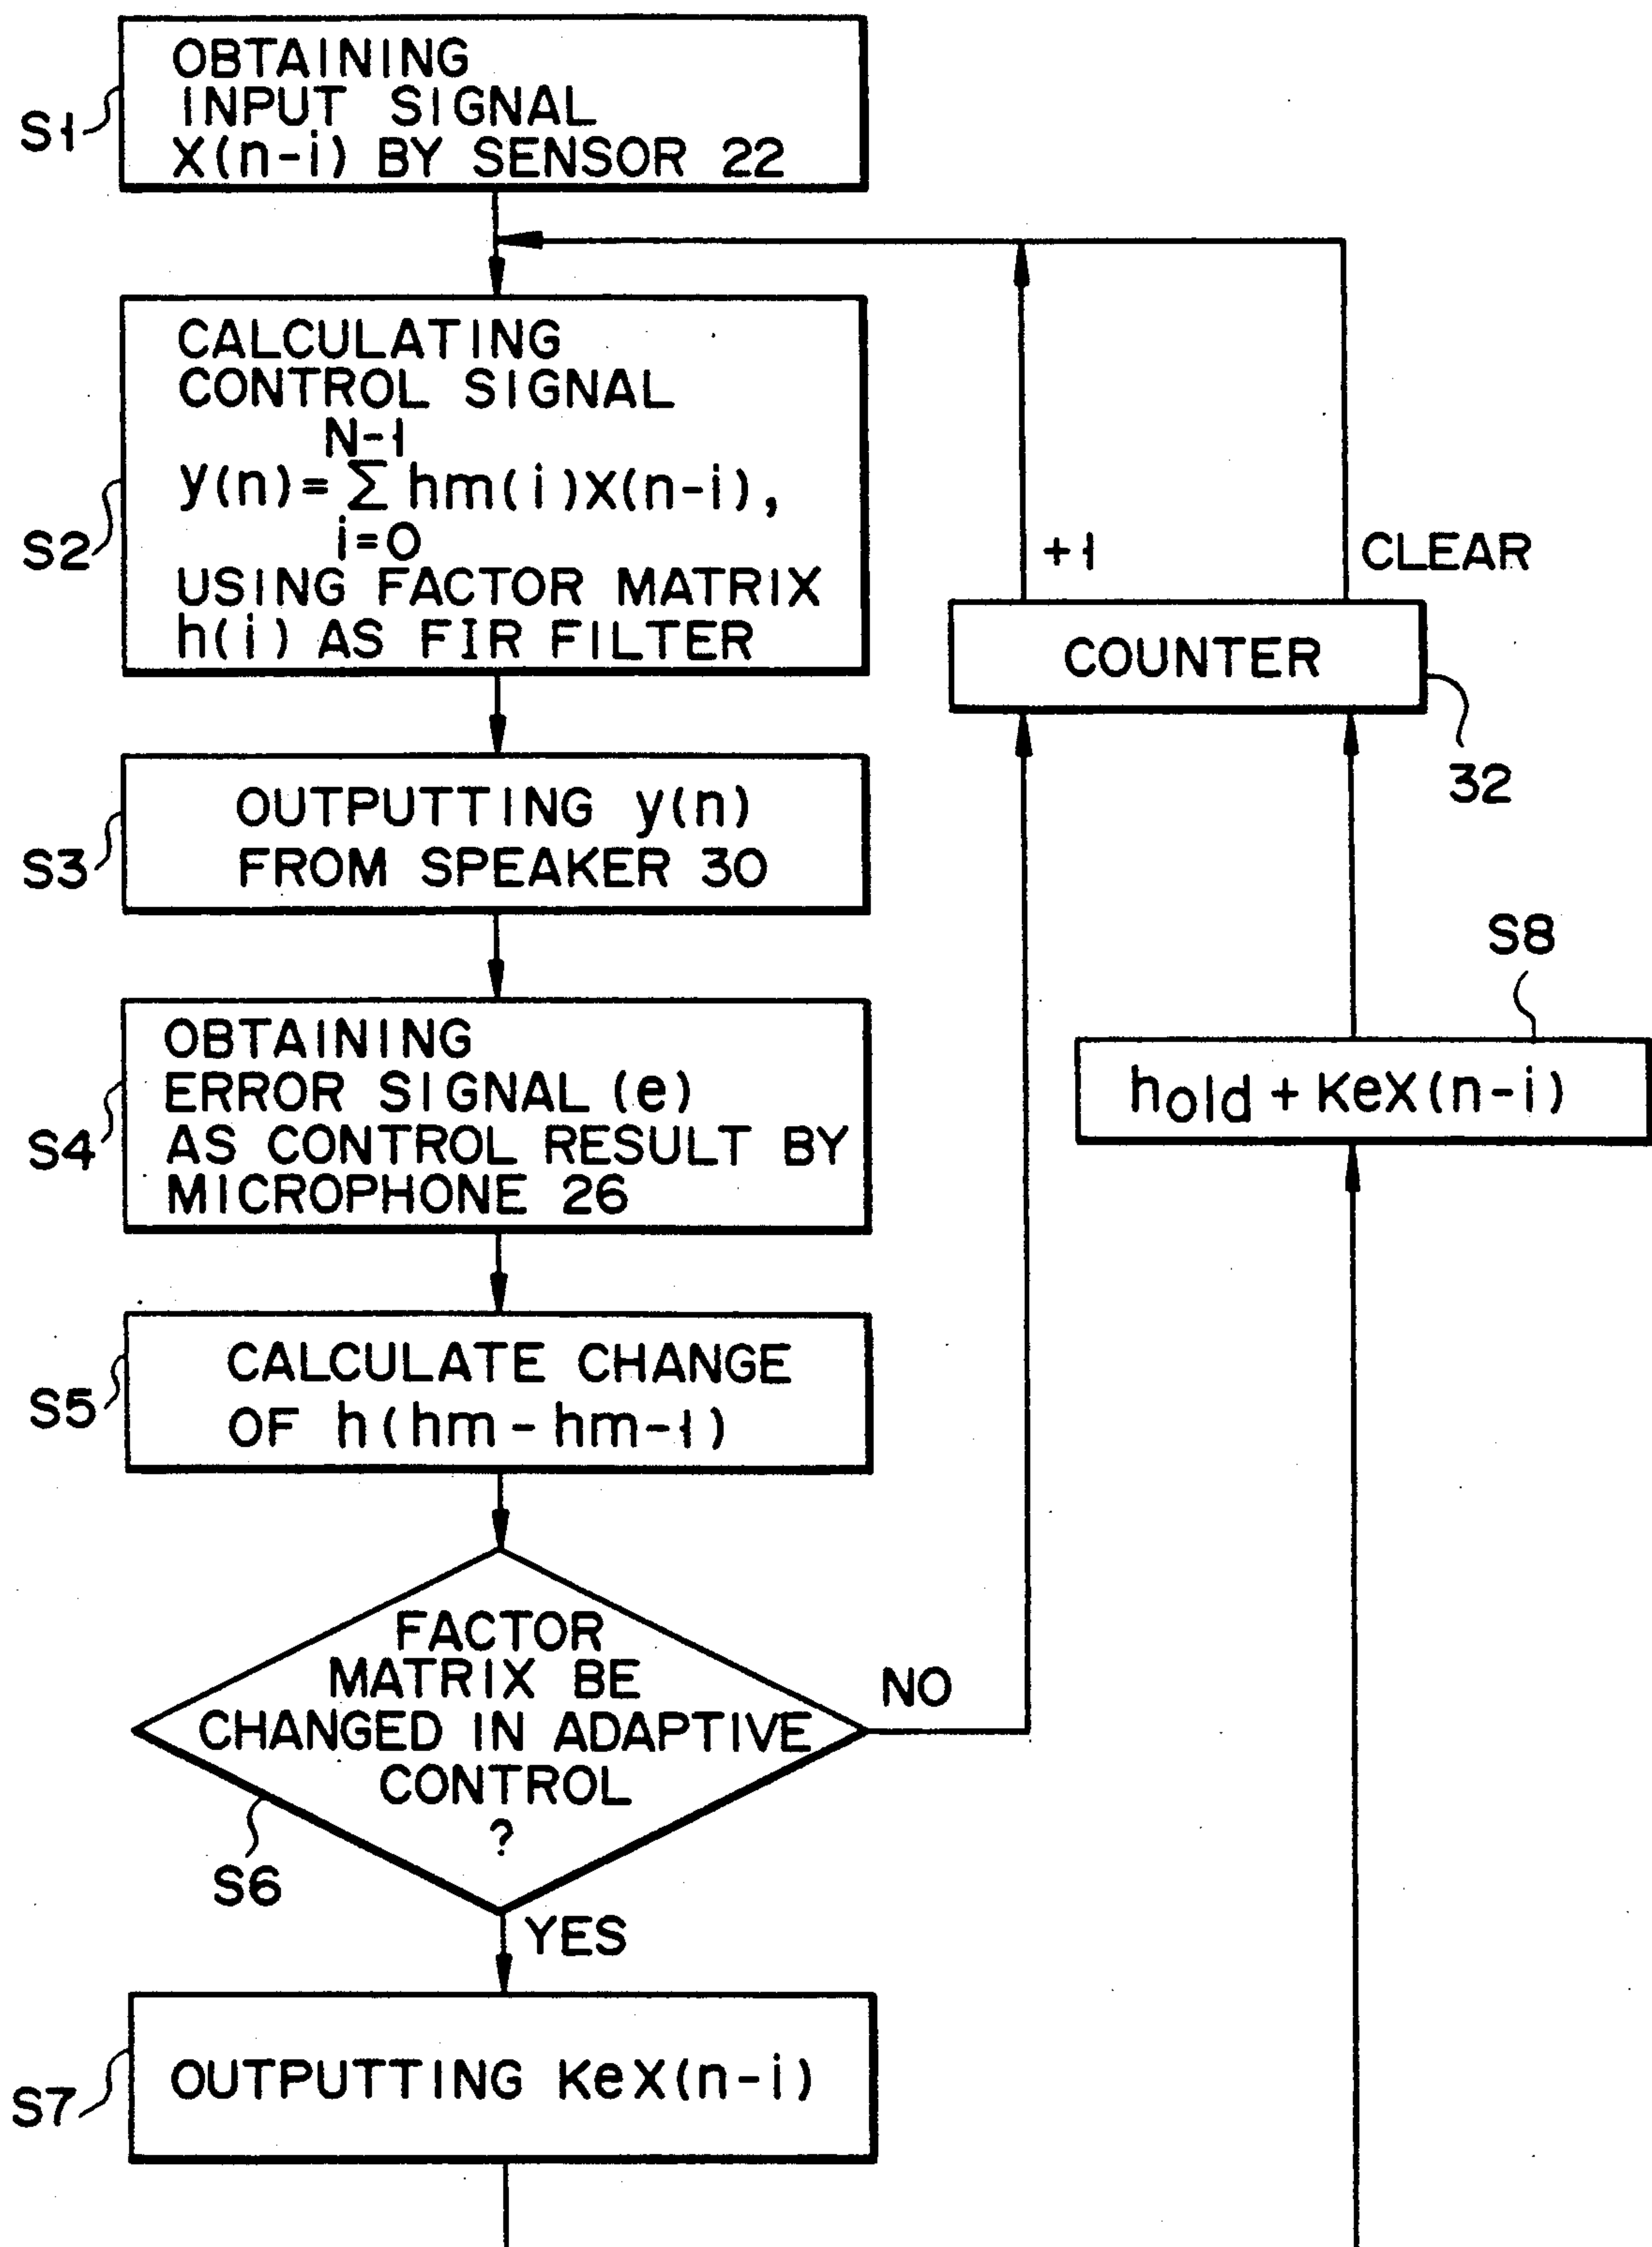 OBTAINING
INPUT SIGNAL
X(n-i) BY SENSOR 22
S1
CALCULATING
CONTROL SIGNAL
N-1
y(n)=Σ hm(i)X(n-i),
i=0
USING FACTOR MATRIX
h(i) AS FIR FILTER
S2
+1
CLEAR
COUNTER
32
OUTPUTTING y(n)
FROM SPEAKER 30
S3
S8
hold + KeX(n-i)
OBTAINING
ERROR SIGNAL (e)
AS CONTROL RESULT BY
MICROPHONE 26
S4
CALCULATE CHANGE
OF h(hm-hm-1)
S5
FACTOR
MATRIX BE
CHANGED IN ADAPTIVE
CONTROL
?
NO
S6
YES
OUTPUTTING KeX(n-i)
S7